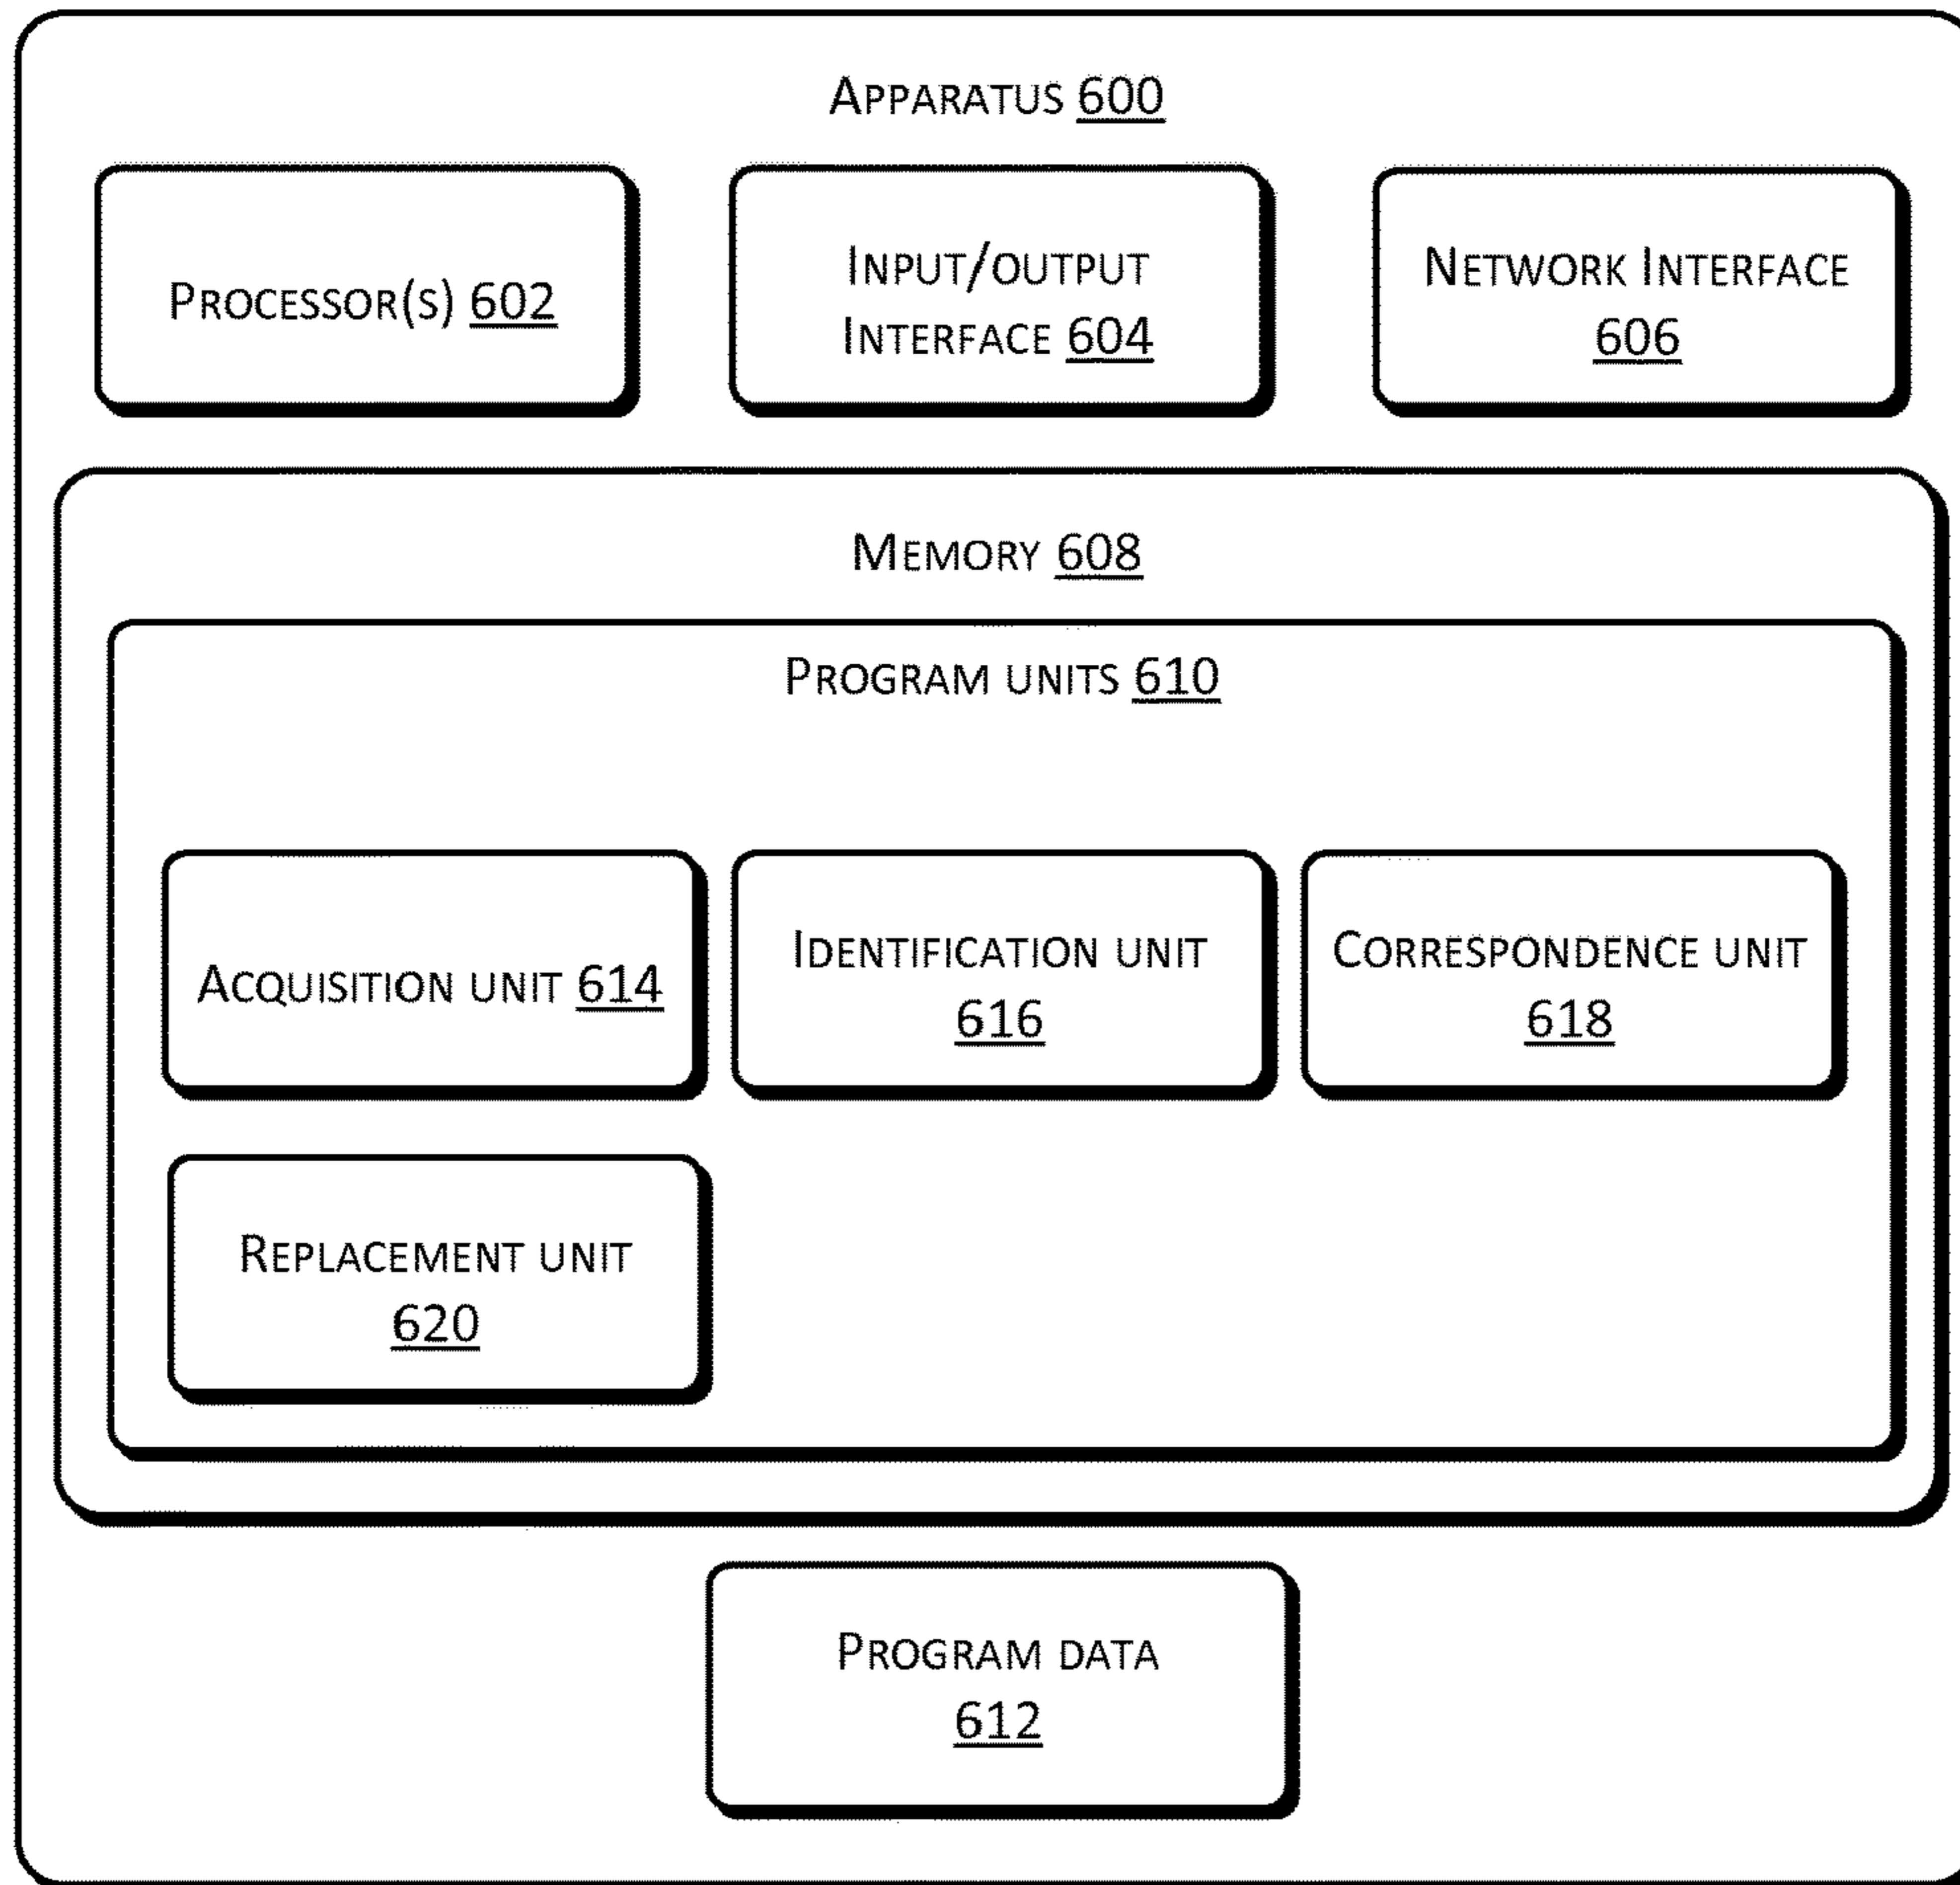 APPARATUS 600
PROCESSOR(S) 602
INPUT/OUTPUT
INTERFACE 604
NETWORK INTERFACE
606
MEMORY 608
PROGRAM UNITS 610
ACQUISITION UNIT 614
IDENTIFICATION UNIT
616
CORRESPONDENCE UNIT
618
REPLACEMENT UNIT
620
PROGRAM DATA
612